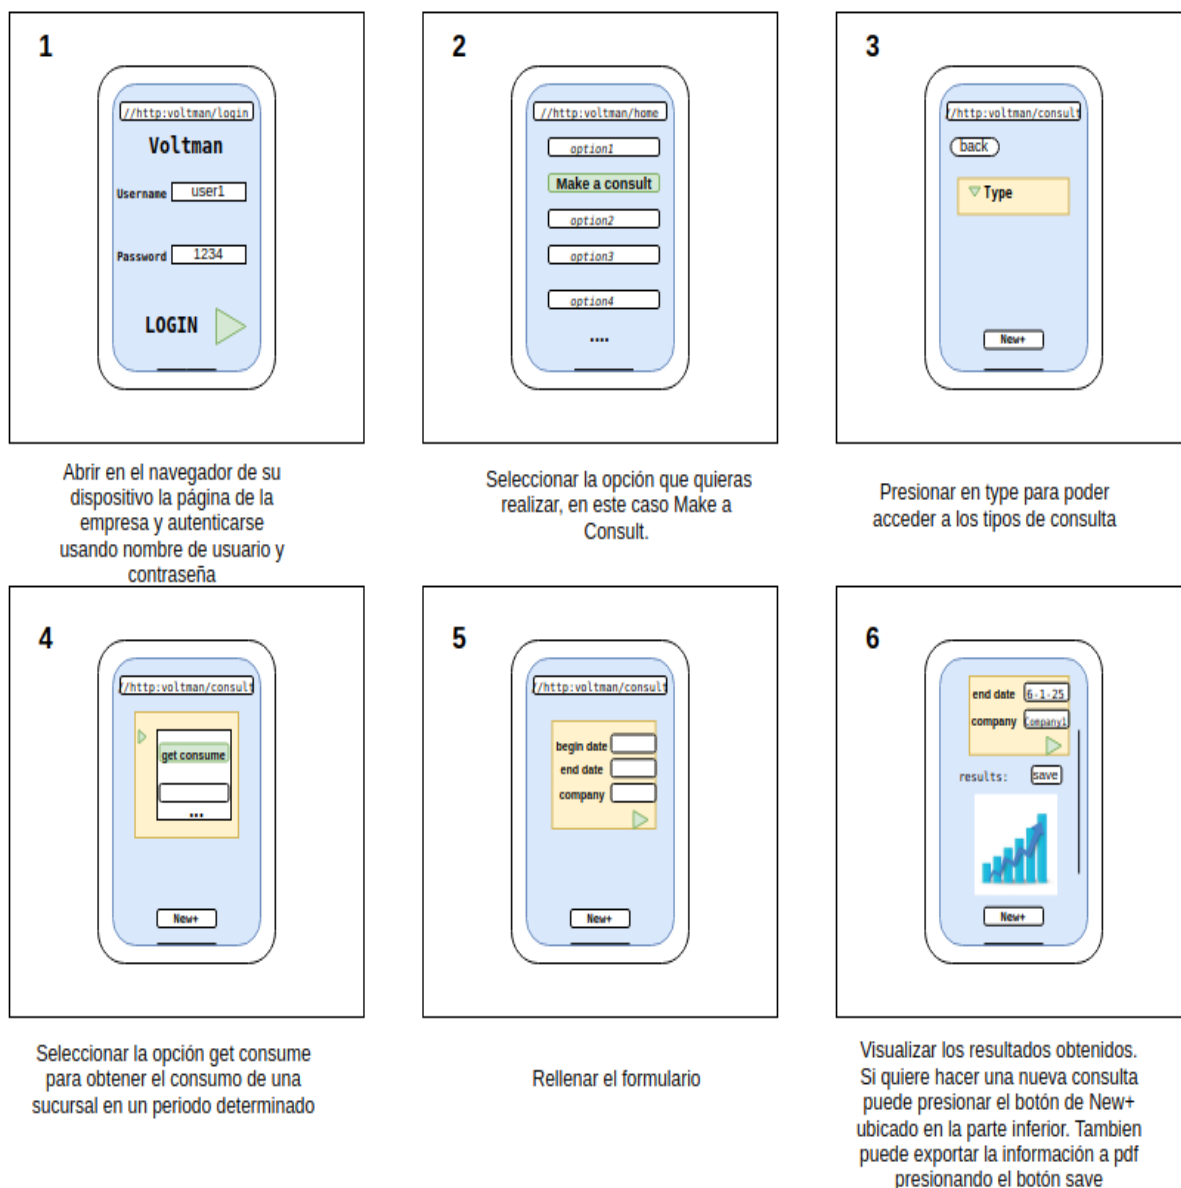 1
//http:voltman/login
Voltman
Username user1
Password 1234
LOGIN
Abrir en el navegador de su
dispositivo la página de la
empresa y autenticarse
usando nombre de usuario y
contraseña
2
//http:voltman/home
option1
Make a consult
option2
option3
option4
....
Seleccionar la opción que quieras
realizar, en este caso Make a
Consult.
3
//http:voltman/consult
back
Type
New+
Presionar en type para poder
acceder a los tipos de consulta
4
//http:voltman/consult
get consume
...
New+
Seleccionar la opción get consume
para obtener el consumo de una
sucursal en un periodo determinado
5
//http:voltman/consult
begin date
end date
company
New+
Rellenar el formulario
6
end date 6-1-25
company Company1
results: save
New+
Visualizar los resultados obtenidos.
Si quiere hacer una nueva consulta
puede presionar el botón de New+
ubicado en la parte inferior. Tambien
puede exportar la información a pdf
presionando el botón save